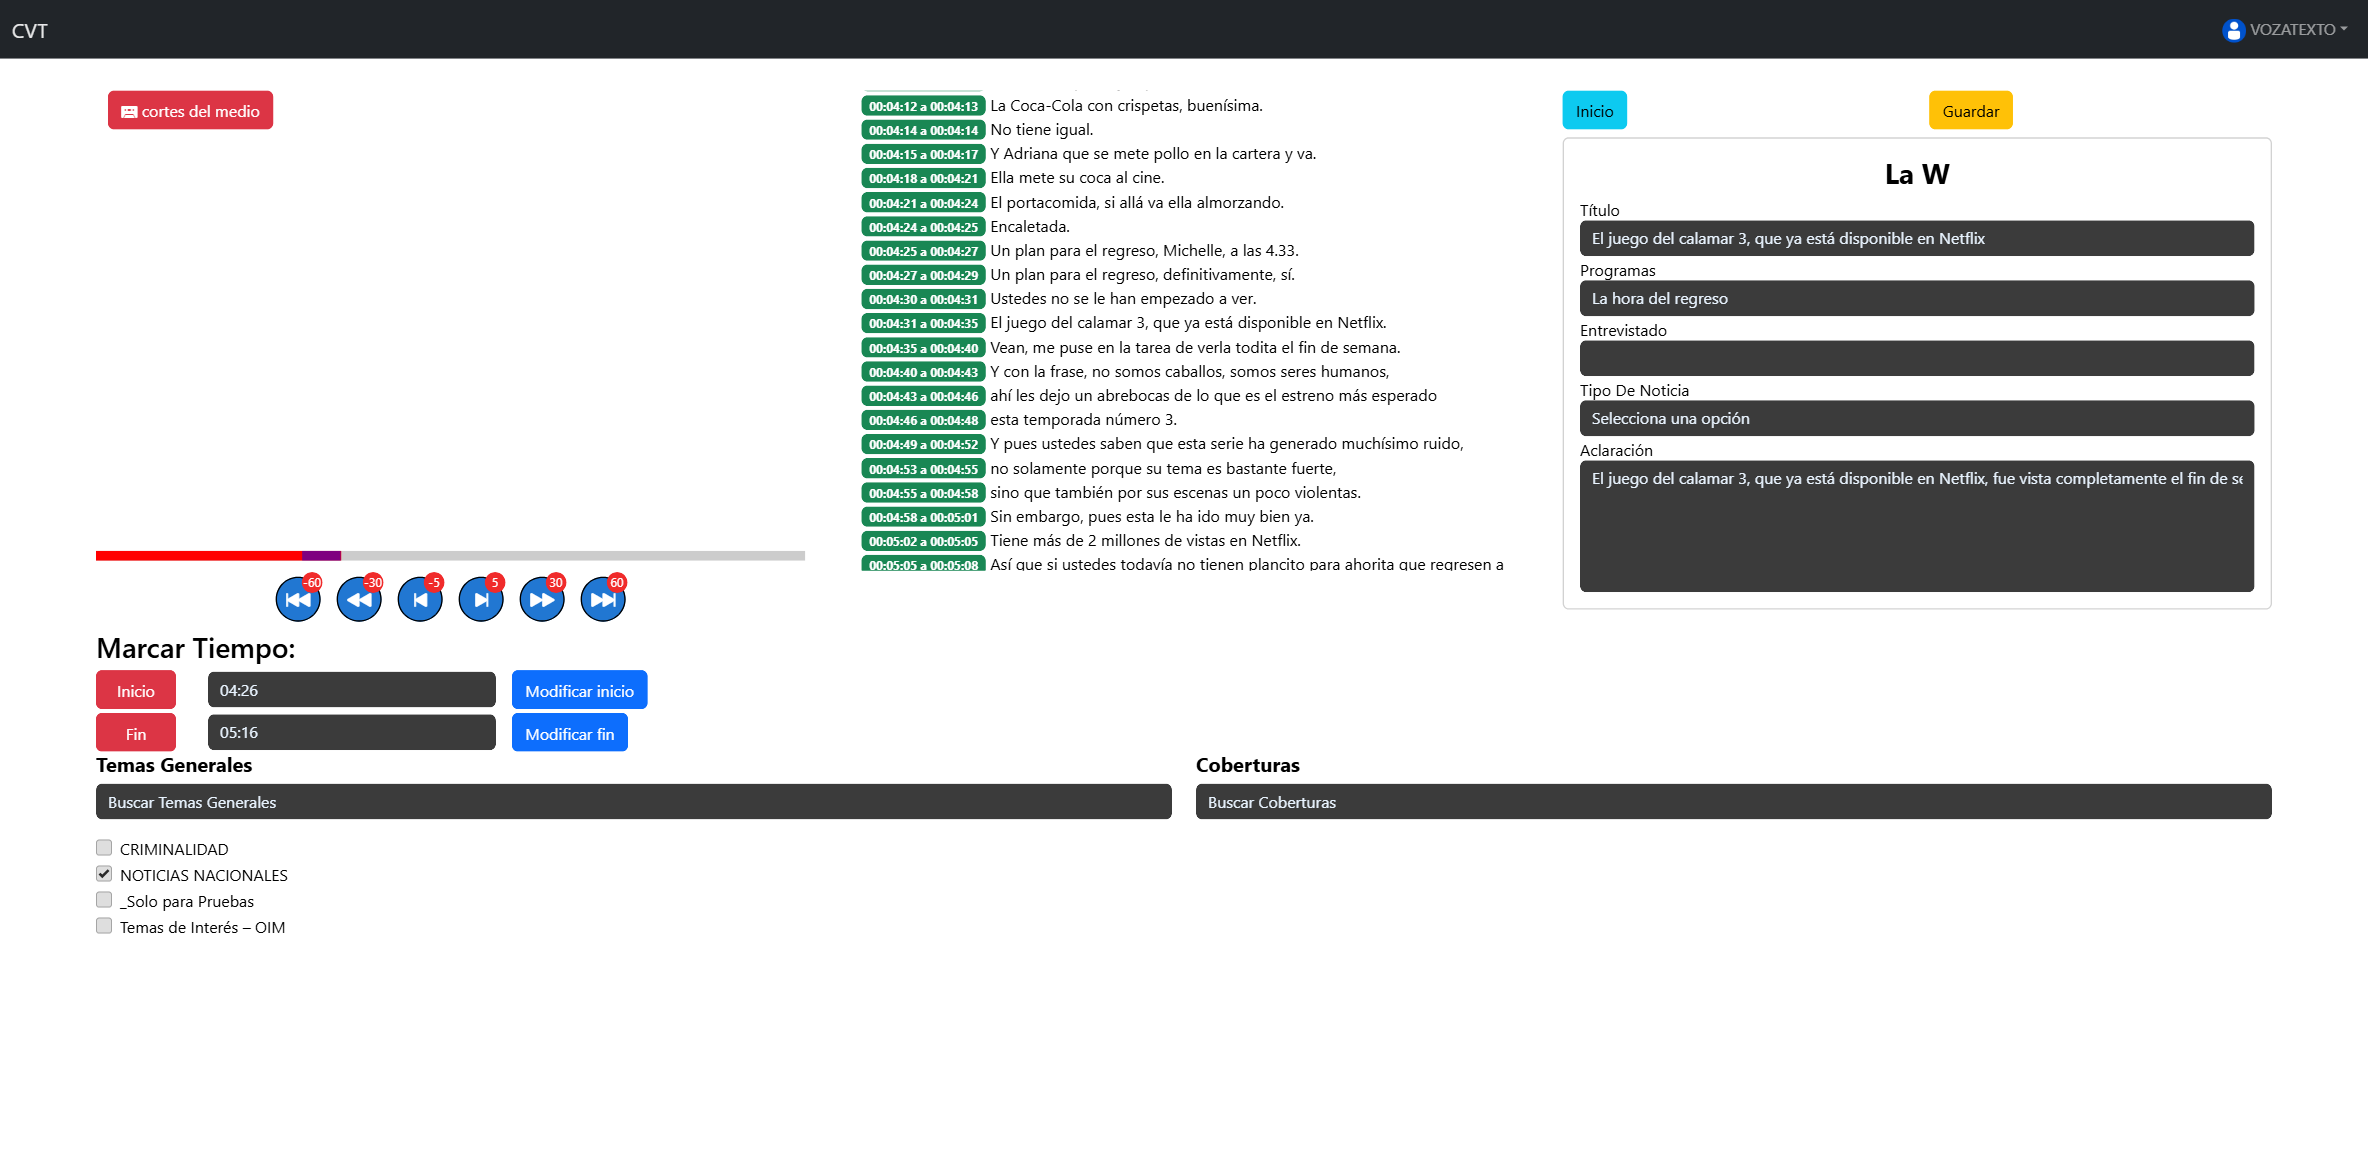 CVT
VOZATEXTO
cortes del medio
-60
-30
-5
5
30
60
Marcar Tiempo:
Inicio
04:26
Modificar inicio
Fin
05:16
Modificar fin
00:04:12 a 00:04:13 La Coca-Cola con crispetas, buenísima.
00:04:14 a 00:04:14 No tiene igual.
00:04:15 a 00:04:17 Y Adriana que se mete pollo en la cartera y va.
00:04:18 a 00:04:21 Ella mete su coca al cine.
00:04:21 a 00:04:24 El portacomida, si allá va ella almorzando.
00:04:24 a 00:04:25 Encaletada.
00:04:25 a 00:04:27 Un plan para el regreso, Michelle, a las 4.33.
00:04:27 a 00:04:29 Un plan para el regreso, definitivamente, sí.
00:04:30 a 00:04:31 Ustedes no se le han empezado a ver.
00:04:31 a 00:04:35 El juego del calamar 3, que ya está disponible en Netflix.
00:04:35 a 00:04:40 Vean, me puse en la tarea de verla todita el fin de semana.
00:04:40 a 00:04:43 Y con la frase, no somos caballos, somos seres humanos,
00:04:43 a 00:04:46 ahí les dejo un abrebocas de lo que es el estreno más esperado
00:04:46 a 00:04:48 esta temporada número 3.
00:04:49 a 00:04:52 Y pues ustedes saben que esta serie ha generado muchísimo ruido,
00:04:53 a 00:04:55 no solamente porque su tema es bastante fuerte,
00:04:55 a 00:04:58 sino que también por sus escenas un poco violentas.
00:04:58 a 00:05:01 Sin embargo, pues esta le ha ido muy bien ya.
00:05:02 a 00:05:05 Tiene más de 2 millones de vistas en Netflix.
00:05:05 a 00:05:08 Así que si ustedes todavía no tienen plancito para ahorita que regresen a
Inicio
Guardar
La W
Título
El juego del calamar 3, que ya está disponible en Netflix
Programas
La hora del regreso
Entrevistado
Tipo De Noticia
Selecciona una opción
Aclaración
El juego del calamar 3, que ya está disponible en Netflix, fue vista completamente el fin de se
Temas Generales
Buscar Temas Generales
CRIMINALIDAD
NOTICIAS NACIONALES
_Solo para Pruebas
Temas de Interés – OIM
Coberturas
Buscar Coberturas